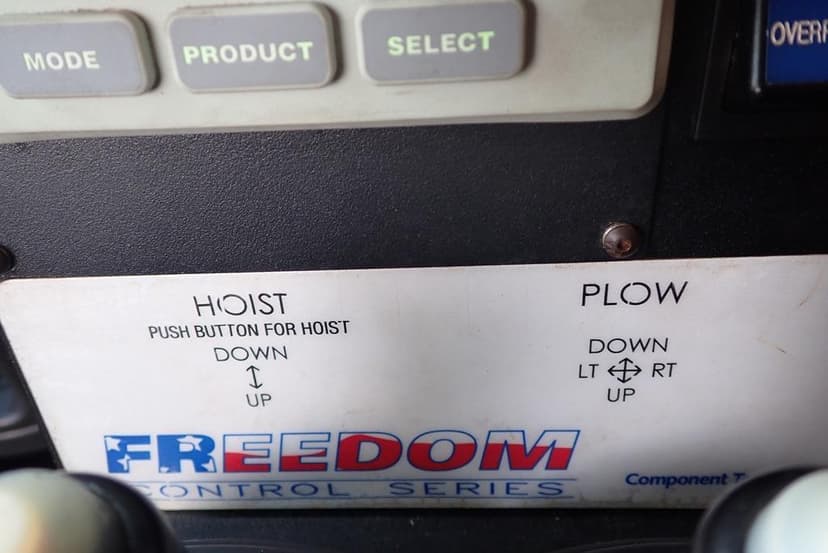 MODE
PRODUCT
SELECT
HOIST
PUSH BUTTON FOR HOIST
DOWN
UP
PLOW
DOWN
LT RT
UP
FREEDOM
CONTROL SERIES
Component